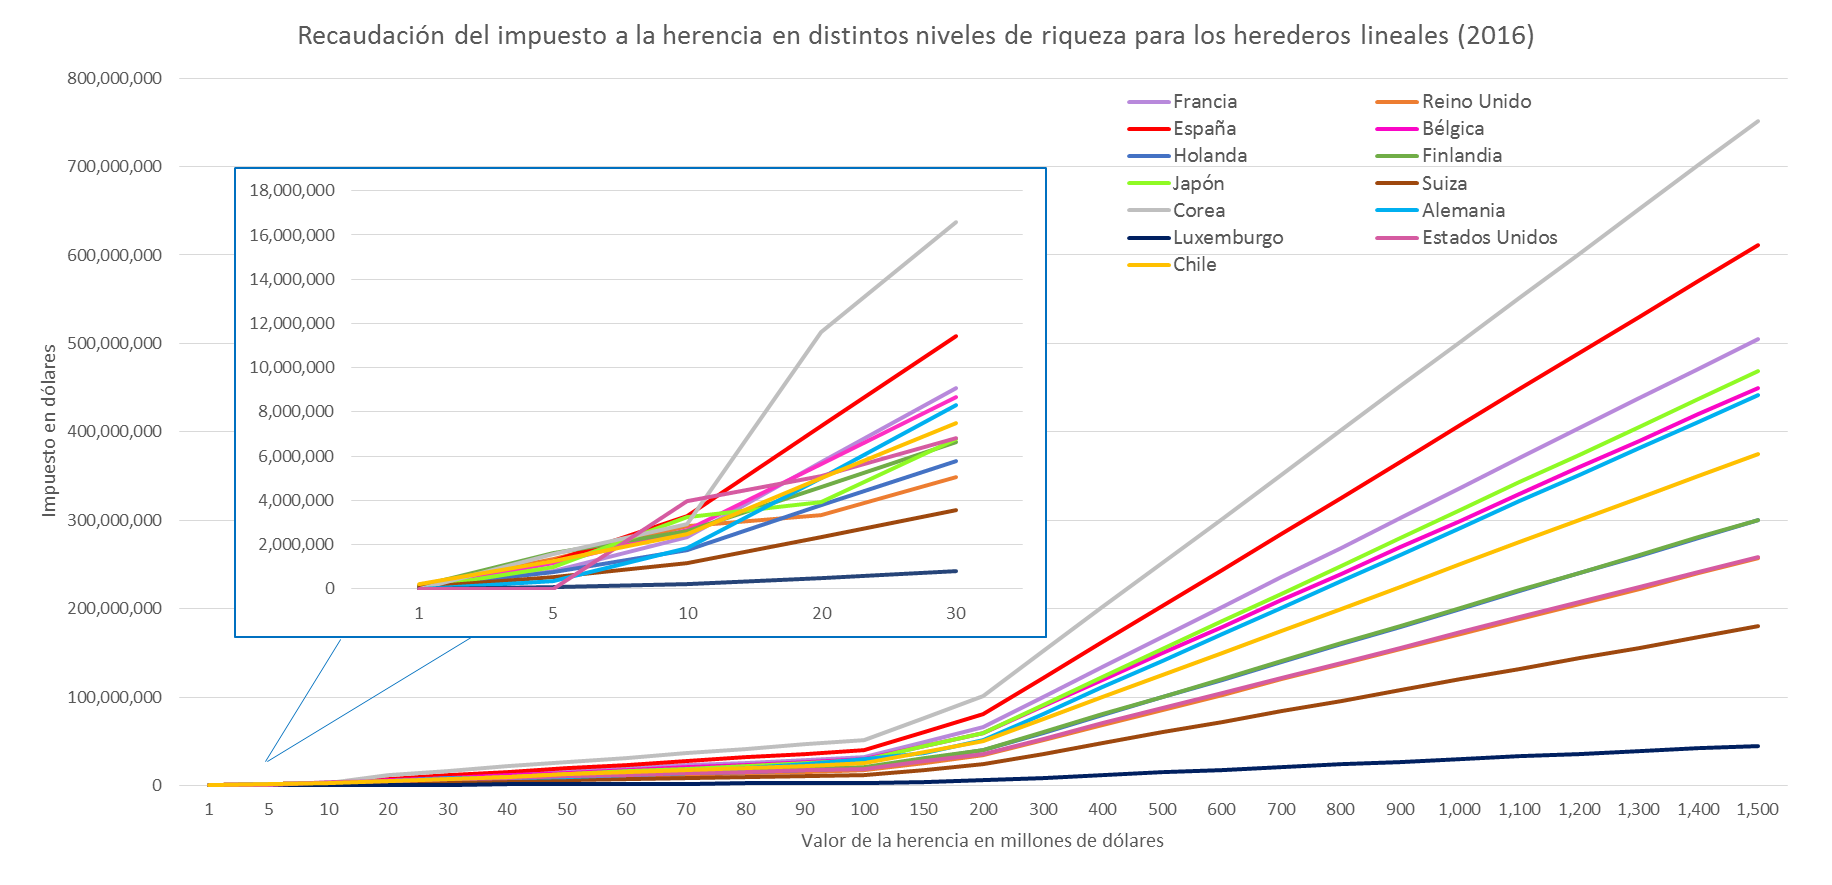 Recaudación del impuesto a la herencia en distintos niveles de riqueza para los herederos lineales (2016)
Impuesto en dólares
800,000,000
700,000,000
600,000,000
500,000,000
400,000,000
300,000,000
200,000,000
100,000,000
0
Francia Reino Unido
España Bélgica
Holanda Finlandia
Japón Suiza
Corea Alemania
Luxemburgo Estados Unidos
Chile
18,000,000
16,000,000
14,000,000
12,000,000
10,000,000
8,000,000
6,000,000
4,000,000
2,000,000
0
1 5 10 20 30
1 5 10 20 30 40 50 60 70 80 90 100 150 200 300 400 500 600 700 800 900 1,000 1,100 1,200 1,300 1,400 1,500
Valor de la herencia en millones de dólares